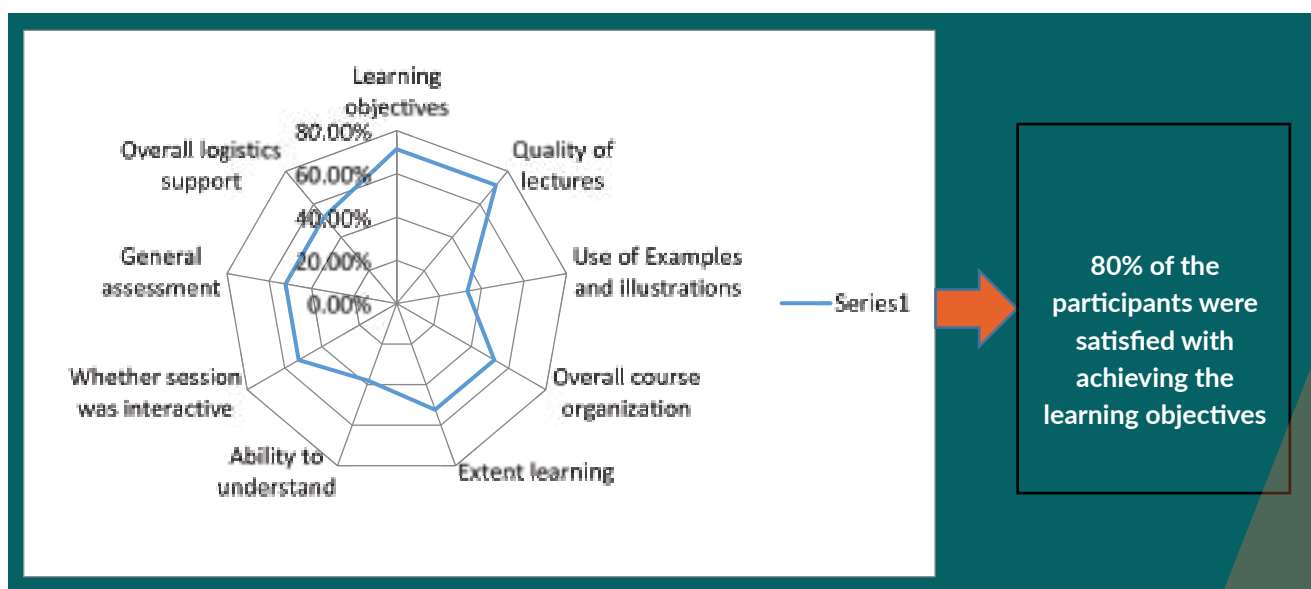 Learning
objectives
80.00%
60.00%
40.00%
20.00%
0.00%
Quality of
lectures
Use of Examples
and illustrations
Overall course
organization
Extent learning
Ability to
understand
Whether session
was interactive
General
assessment
Overall logistics
support
Series1
80% of the
participants were
satisfied with
achieving the
learning objectives